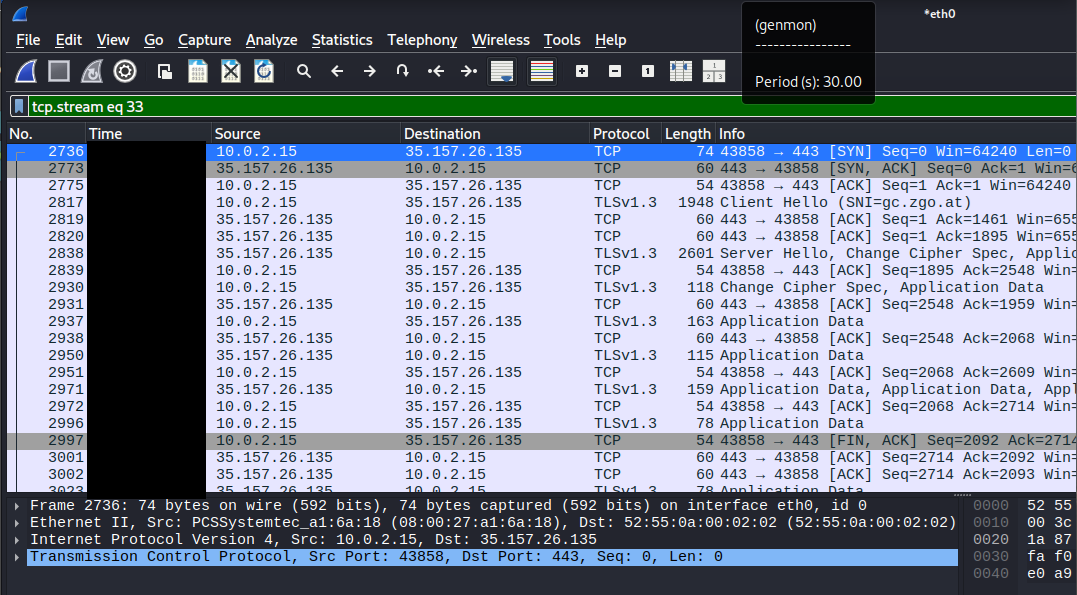 *eth0
(genmon)
----------------
Period (s): 30.00
File Edit View Go Capture Analyze Statistics Telephony Wireless Tools Help
tcp.stream eq 33
No. Time Source Destination Protocol Length Info
2736 10.0.2.15 35.157.26.135 TCP 74 43858 → 443 [SYN] Seq=0 Win=64240 Len=0
2773 35.157.26.135 10.0.2.15 TCP 60 443 → 43858 [SYN, ACK] Seq=0 Ack=1 Win=6
2775 10.0.2.15 35.157.26.135 TCP 54 43858 → 443 [ACK] Seq=1 Ack=1 Win=64240
2817 10.0.2.15 35.157.26.135 TLSv1.3 1948 Client Hello (SNI=gc.zgo.at)
2819 35.157.26.135 10.0.2.15 TCP 60 443 → 43858 [ACK] Seq=1 Ack=1461 Win=655
2820 35.157.26.135 10.0.2.15 TCP 60 443 → 43858 [ACK] Seq=1 Ack=1895 Win=655
2838 35.157.26.135 10.0.2.15 TLSv1.3 2601 Server Hello, Change Cipher Spec, Applic
2839 10.0.2.15 35.157.26.135 TCP 54 43858 → 443 [ACK] Seq=1895 Ack=2548 Win=
2930 10.0.2.15 35.157.26.135 TLSv1.3 118 Change Cipher Spec, Application Data
2931 35.157.26.135 10.0.2.15 TCP 60 443 → 43858 [ACK] Seq=2548 Ack=1959 Win=
2937 10.0.2.15 35.157.26.135 TLSv1.3 163 Application Data
2938 35.157.26.135 10.0.2.15 TCP 60 443 → 43858 [ACK] Seq=2548 Ack=2068 Win=
2950 35.157.26.135 10.0.2.15 TLSv1.3 115 Application Data
2951 10.0.2.15 35.157.26.135 TCP 54 43858 → 443 [ACK] Seq=2068 Ack=2609 Win=
2971 35.157.26.135 10.0.2.15 TLSv1.3 159 Application Data, Application Data, Appl
2972 10.0.2.15 35.157.26.135 TCP 54 43858 → 443 [ACK] Seq=2068 Ack=2714 Win=
2996 10.0.2.15 35.157.26.135 TLSv1.3 78 Application Data
2997 10.0.2.15 35.157.26.135 TCP 54 43858 → 443 [FIN, ACK] Seq=2092 Ack=2714
3001 35.157.26.135 10.0.2.15 TCP 60 443 → 43858 [ACK] Seq=2714 Ack=2092 Win=
3002 35.157.26.135 10.0.2.15 TCP 60 443 → 43858 [ACK] Seq=2714 Ack=2093 Win=
3023 35.157.26.135 10.0.2.15 TLSv1.3 78 Application Data
Frame 2736: 74 bytes on wire (592 bits), 74 bytes captured (592 bits) on interface eth0, id 0
Ethernet II, Src: PCSSystemtec_a1:6a:18 (08:00:27:a1:6a:18), Dst: 52:55:0a:00:02:02 (52:55:0a:00:02:02)
Internet Protocol Version 4, Src: 10.0.2.15, Dst: 35.157.26.135
Transmission Control Protocol, Src Port: 43858, Dst Port: 443, Seq: 0, Len: 0
0000 52 55
0010 00 3c
0020 1a 87
0030 fa f0
0040 e0 a9